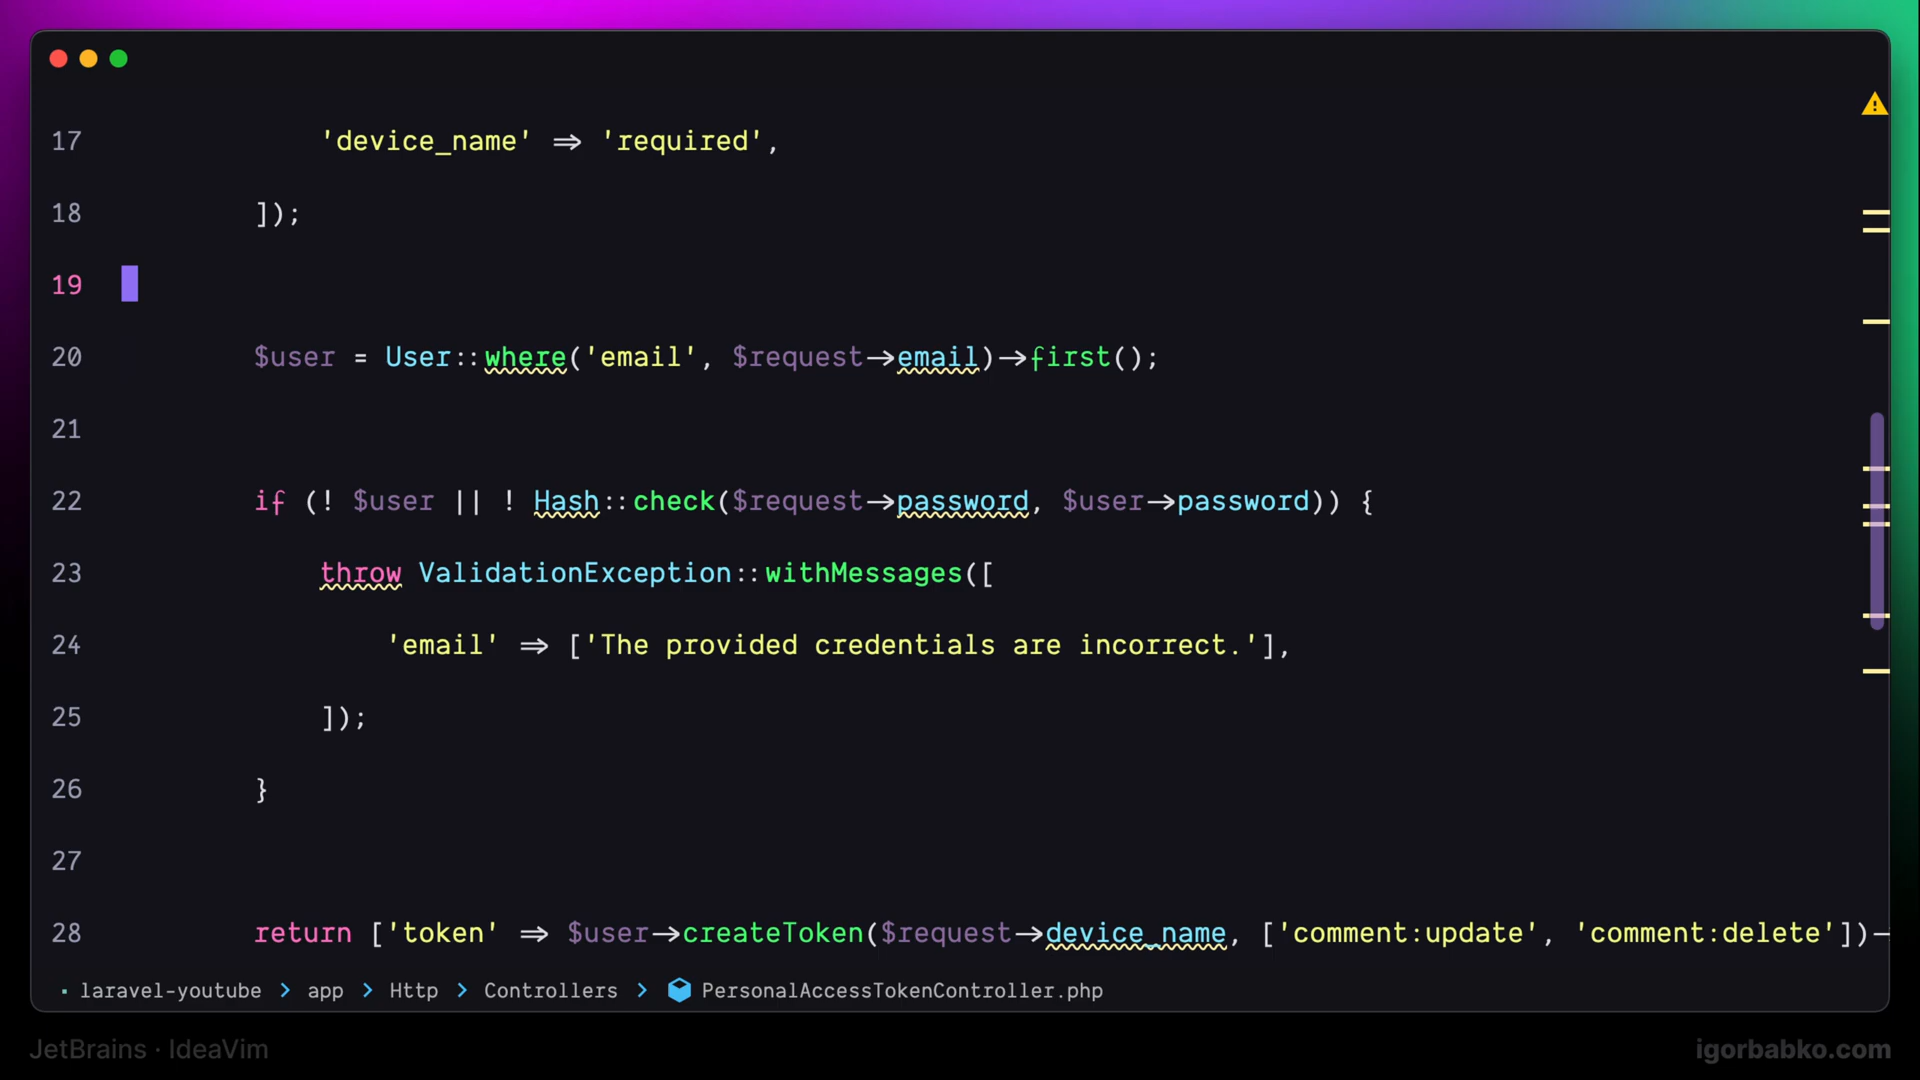 17 'device_name' => 'required',
18 ]);
19
20 $user = User::where('email', $request->email)->first();
21
22 if (! $user || ! Hash::check($request->password, $user->password)) {
23 throw ValidationException::withMessages([
24 'email' => ['The provided credentials are incorrect.'],
25 ]);
26 }
27
28 return ['token' => $user->createToken($request->device_name, ['comment:update', 'comment:delete'])-
laravel-youtube > app > Http > Controllers > PersonalAccessTokenController.php
JetBrains · IdeaVim
igorbabko.com